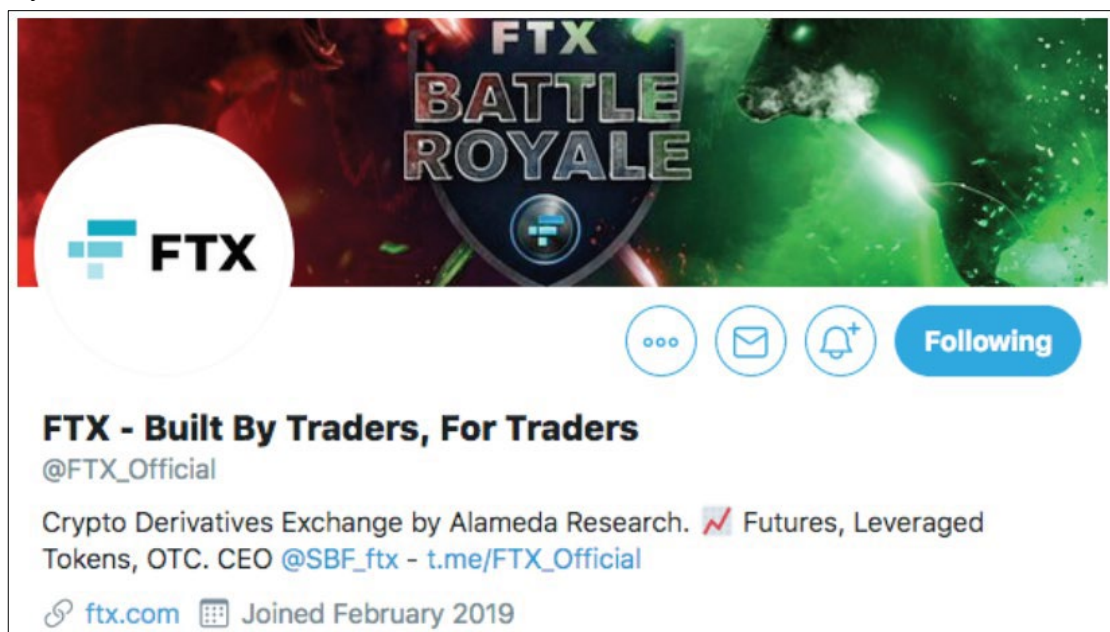 FTX
BATTLE
ROYALE
FTX
Following
FTX - Built By Traders, For Traders
@FTX_Official
Crypto Derivatives Exchange by Alameda Research. 📈 Futures, Leveraged
Tokens, OTC. CEO @SBF_ftx - t.me/FTX_Official
ftx.com Joined February 2019